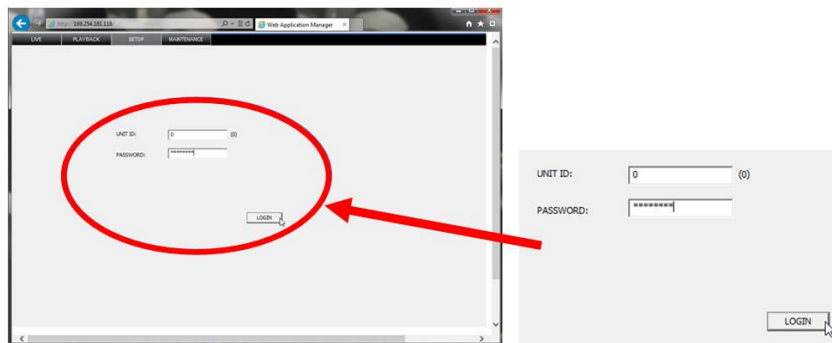 http://169.254.181.116
Web Application Manager
LIVE PLAYBACK SETUP MAINTENANCE
UNIT ID: 0 (0)
PASSWORD: ********
LOGIN
UNIT ID: 0 (0)
PASSWORD: ********
LOGIN